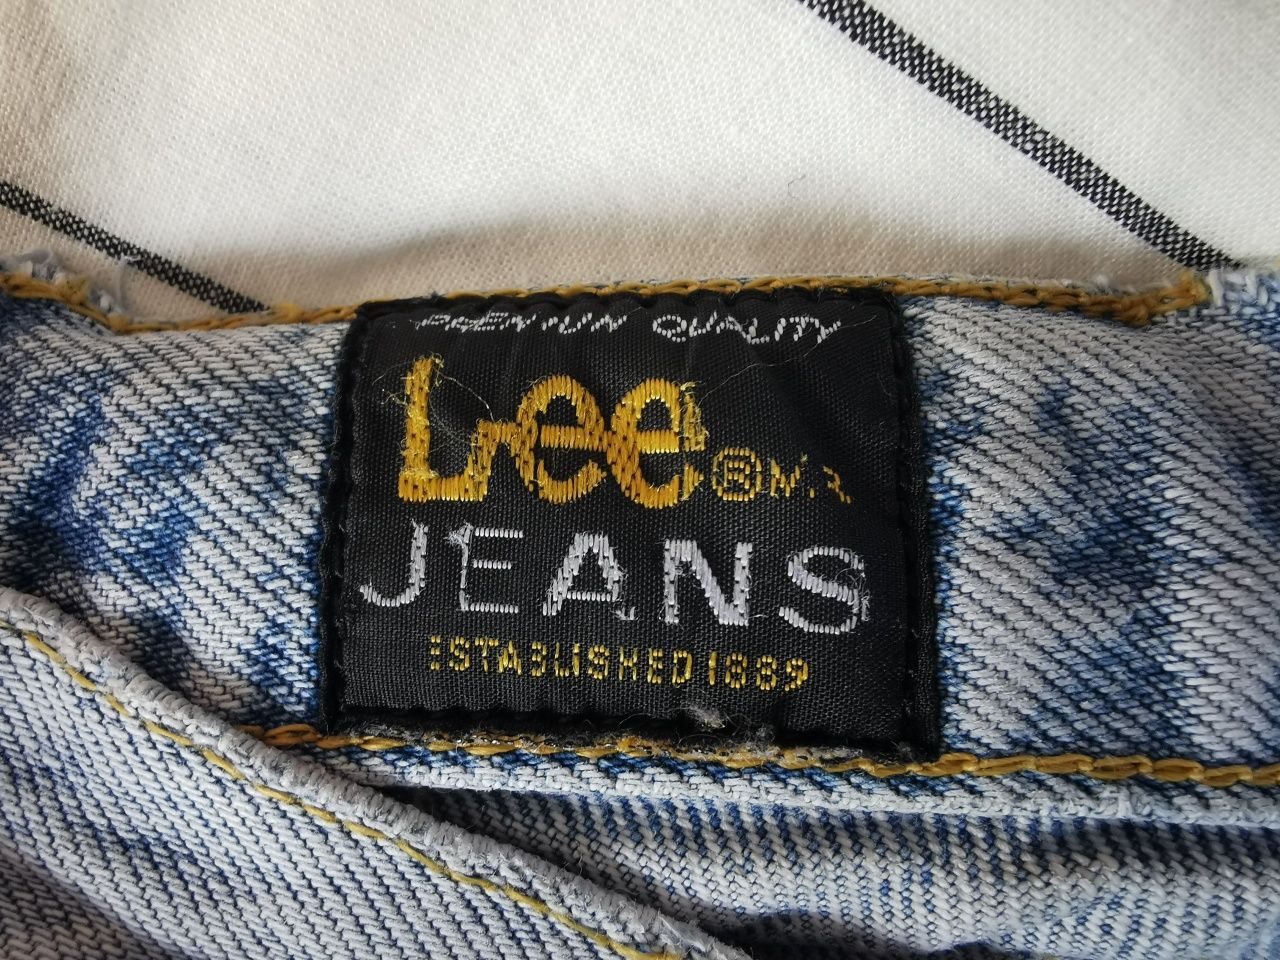 PREMIUM QUALITY
Lee ® M.R.
JEANS
ESTABLISHED 1889